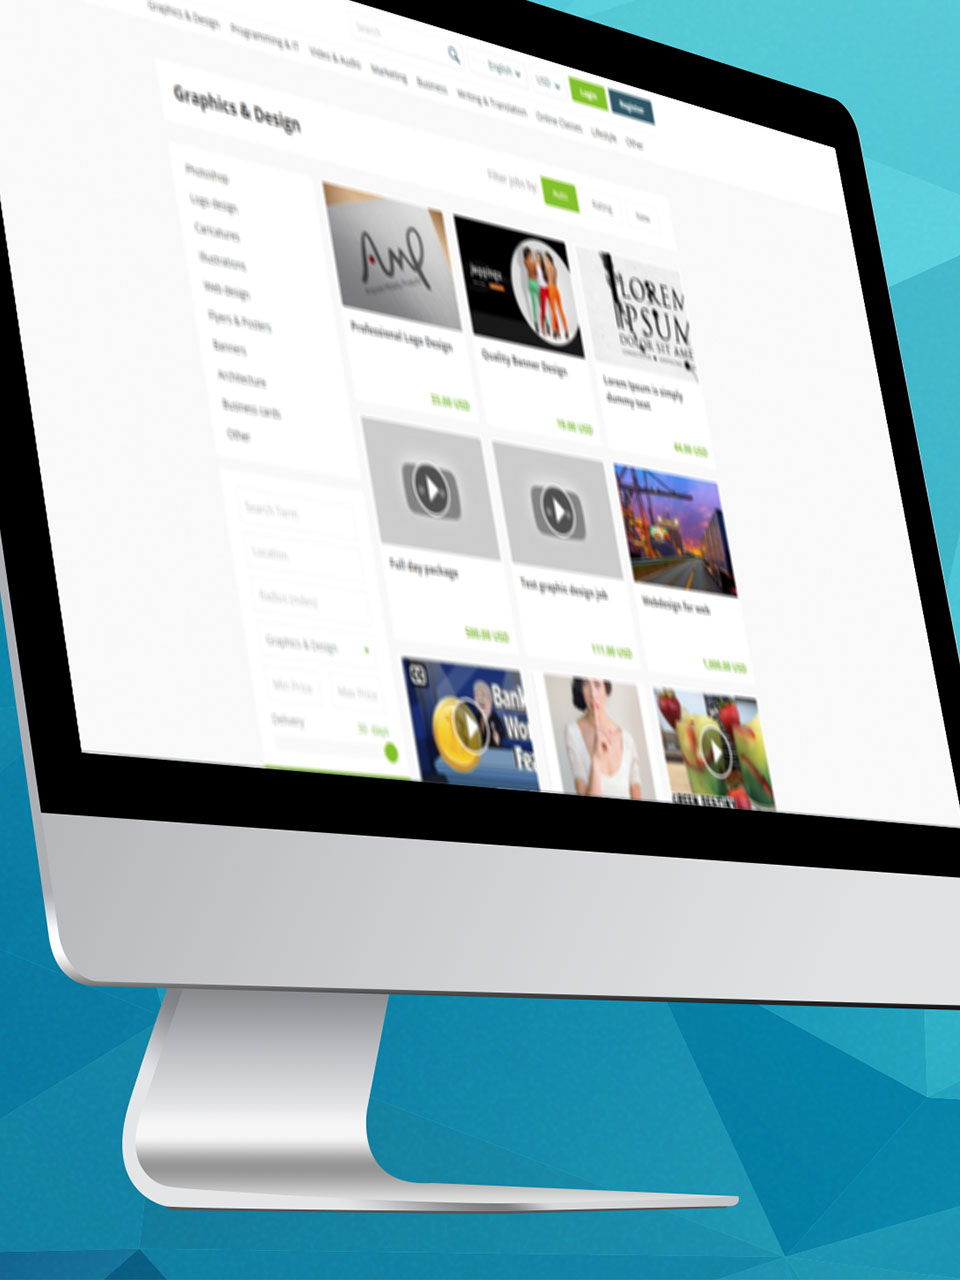 Graphics & Design
Programming & IT
Video & Audio
Marketing
Business
Writing & Translation
Online Classes
Lifestyle
Other
Search
English
USD
Login
Register
Graphics & Design
Filter jobs by
Auto
Rating
New
Photoshop
Logo design
Caricatures
Illustrations
Web design
Flyers & Posters
Banners
Architecture
Business cards
Other
Search Term
Location
Radius (miles)
Graphics & Design
Min Price
Max Price
Delivery
30 days
Professional Logo Design
33.00 USD
Jeggings
Quality Banner Design
10.00 USD
LOREM
IPSUM
DOLOR SIT AME
Lorem Ipsum is simply
dummy text
44.00 USD
Full day package
500.00 USD
Test graphic design job
111.00 USD
Webdesign for web
1,000.00 USD
CC
Bank
Wo
Fea